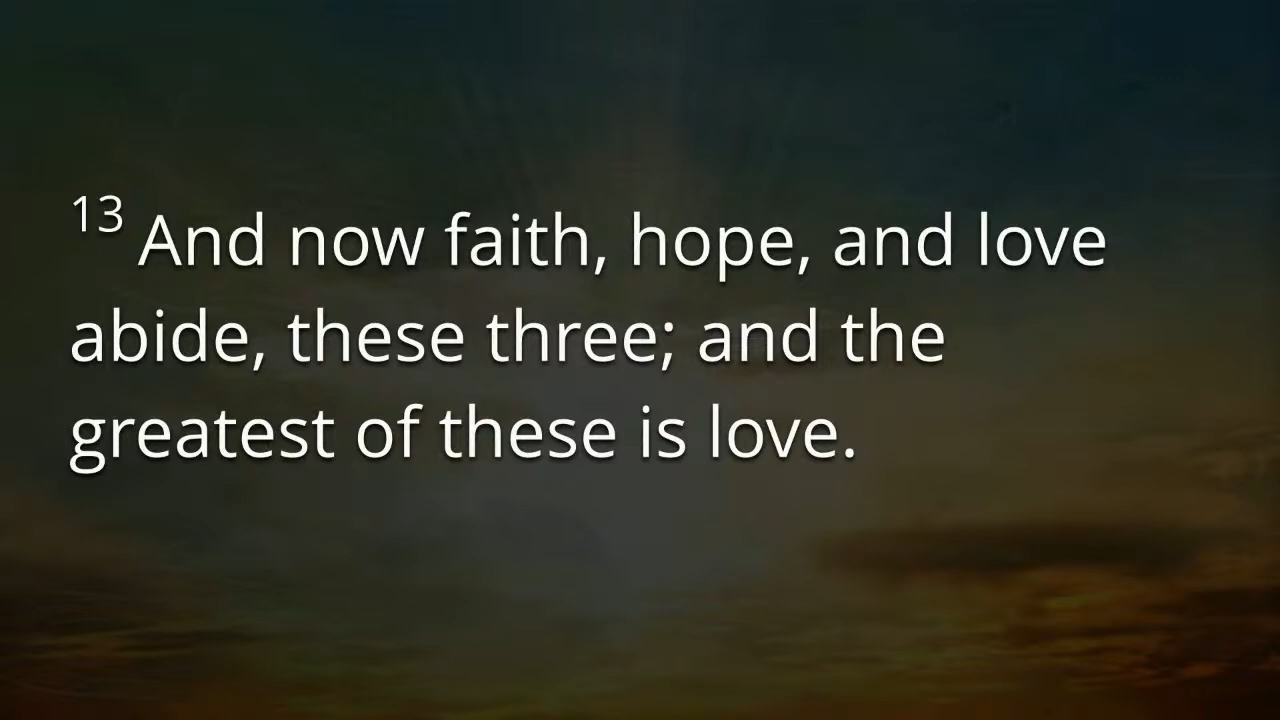 13 And now faith, hope, and love
abide, these three; and the
greatest of these is love.